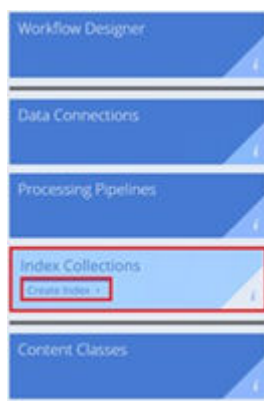 Workflow Designer
i
Data Connections
i
Processing Pipelines
i
Index Collections
Create Index +
i
Content Classes
i